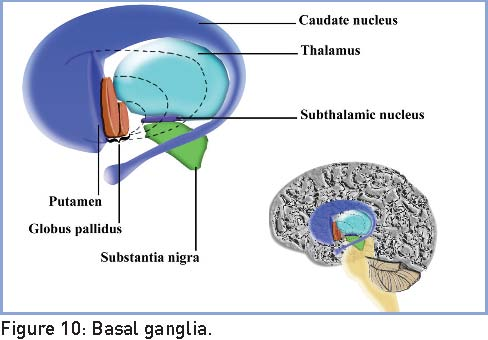 Caudate nucleus
Thalamus
Subthalamic nucleus
Putamen
Globus pallidus
Substantia nigra
Figure 10: Basal ganglia.